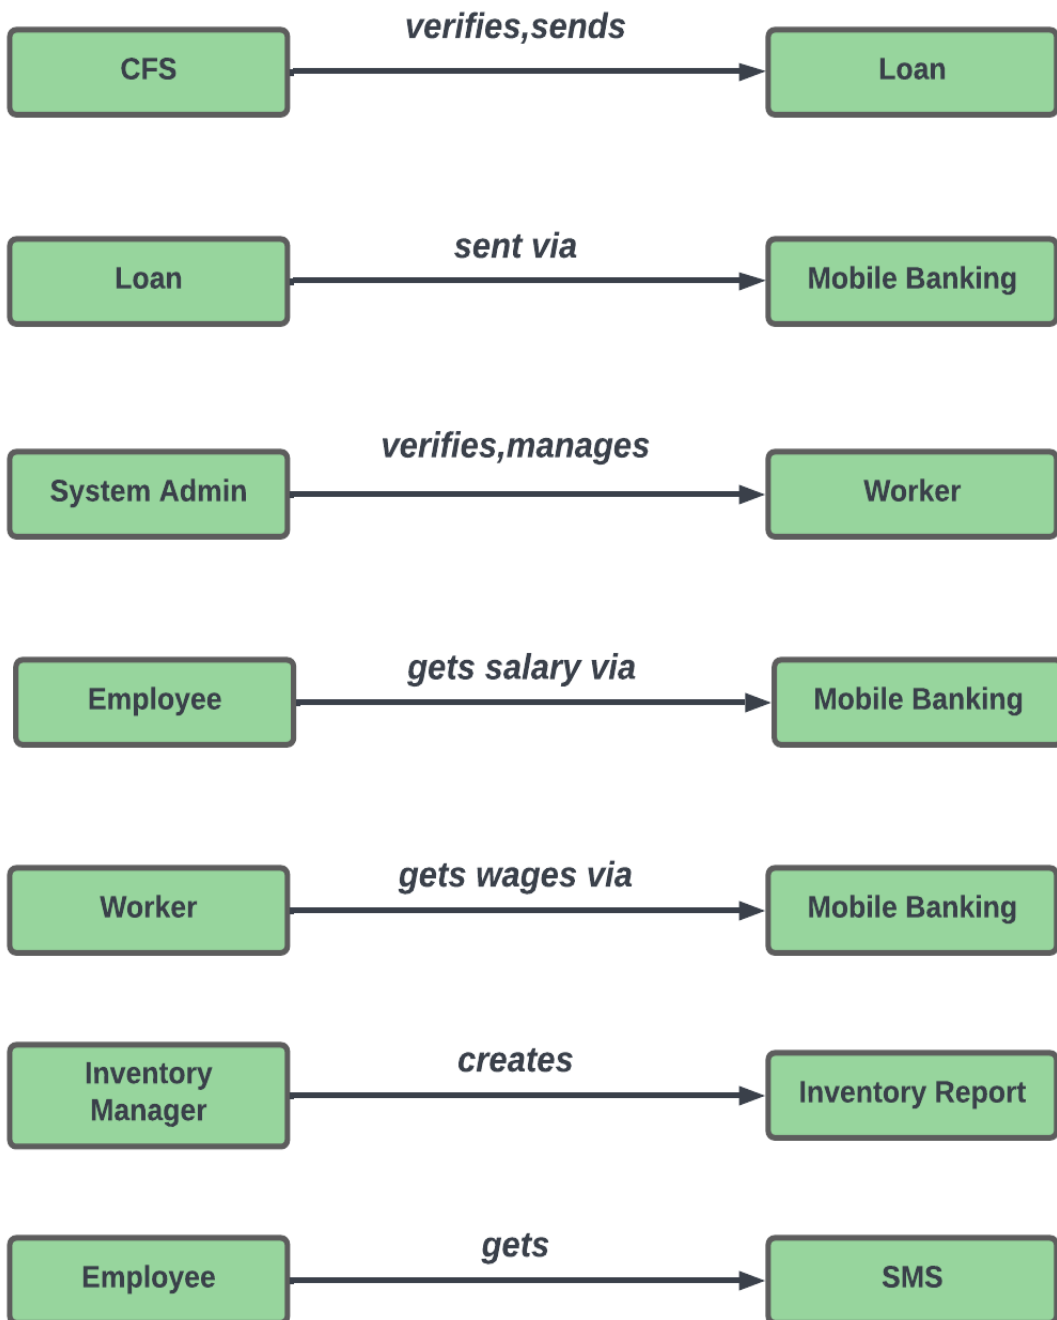 verifies,sends
CFS
Loan
sent via
Loan
Mobile Banking
verifies,manages
System Admin
Worker
gets salary via
Employee
Mobile Banking
gets wages via
Worker
Mobile Banking
creates
Inventory
Manager
Inventory Report
gets
Employee
SMS